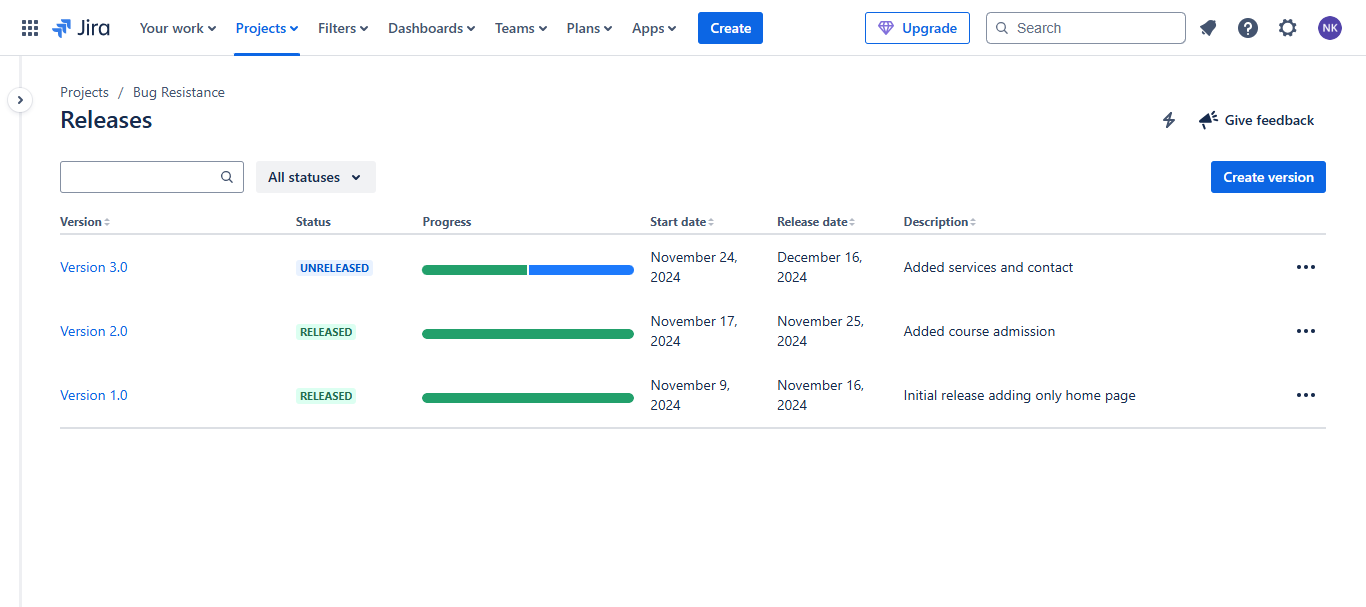 Jira Your work Projects Filters Dashboards Teams Plans Apps Create Upgrade Search ? NK
Projects / Bug Resistance
Releases
Give feedback
All statuses
Create version
Version Status Progress Start date Release date Description
Version 3.0 UNRELEASED November 24, 2024 December 16, 2024 Added services and contact
Version 2.0 RELEASED November 17, 2024 November 25, 2024 Added course admission
Version 1.0 RELEASED November 9, 2024 November 16, 2024 Initial release adding only home page